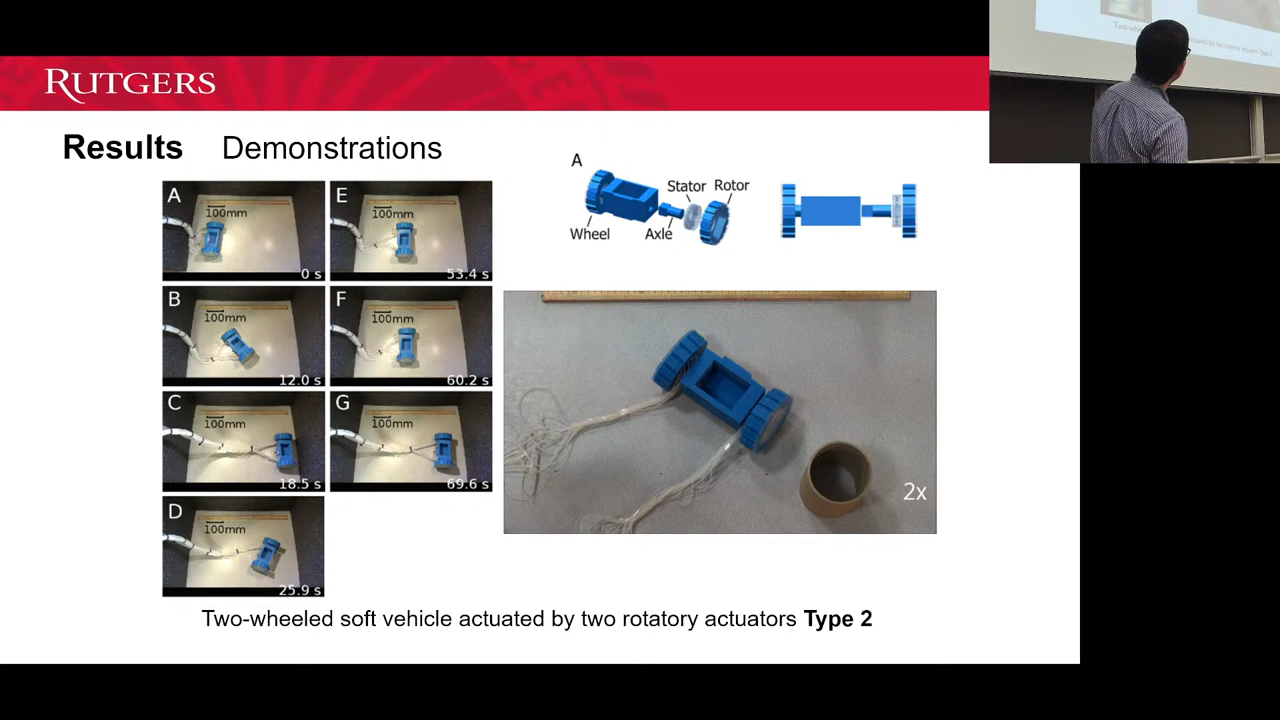 RUTGERS
Results Demonstrations
A
100mm
0 s
B
100mm
12.0 s
C
100mm
18.5 s
D
100mm
25.9 s
E
100mm
53.4 s
F
100mm
60.2 s
G
100mm
69.6 s
A
Stator Rotor
Wheel Axle
2x
Two-wheeled soft vehicle actuated by two rotatory actuators Type 2